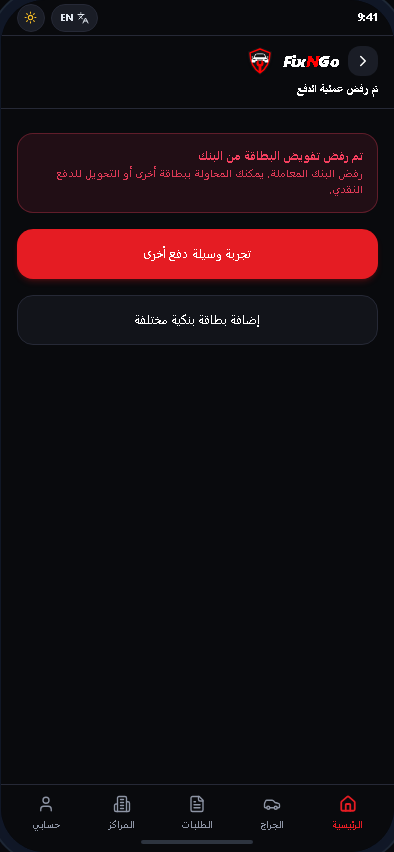 9:41
EN
FixNGo
تم رفض عملية الدفع
تم رفض تفويض البطاقة من البنك
رفض البنك المعاملة. يمكنك المحاولة ببطاقة أخرى أو التحويل للدفع
النقدي.
تجربة وسيلة دفع أخرى
إضافة بطاقة بنكية مختلفة
الرئيسية
الجراج
الطلبات
المراكز
حسابي